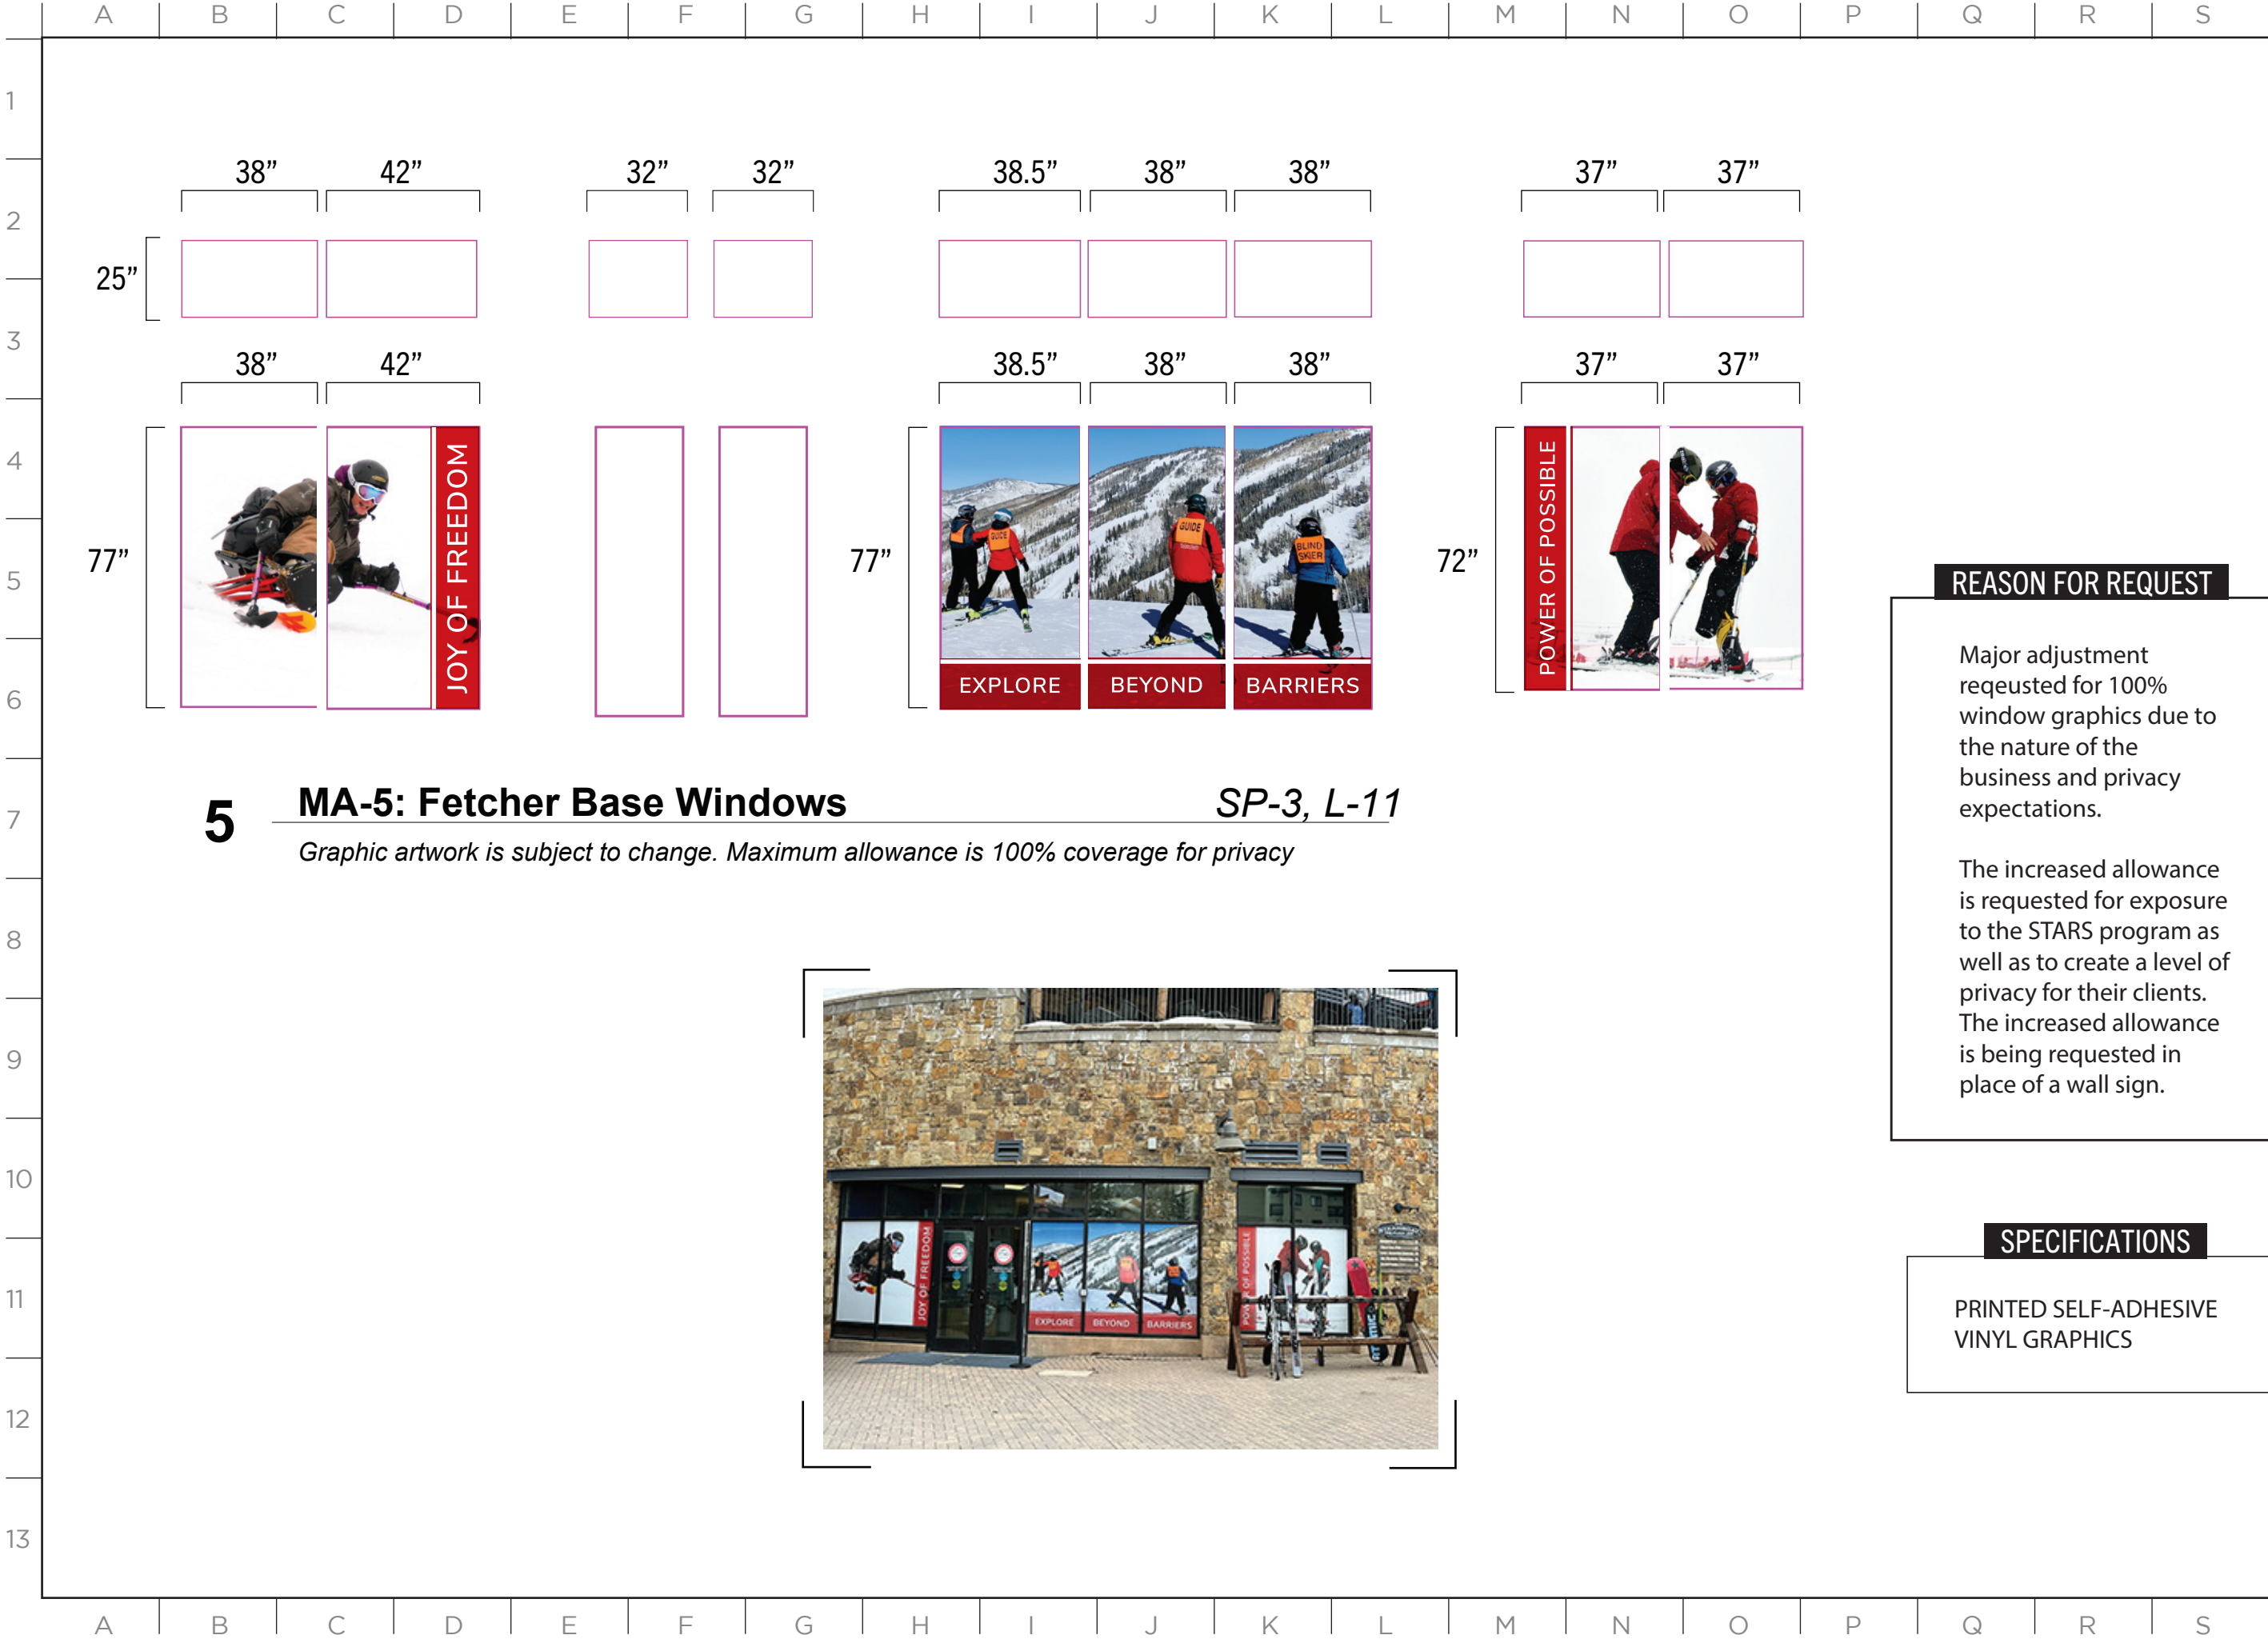 A B C D E F G H I J K L M N O P Q R S
1
2
3
4
5
6
7
8
9
10
11
12
13
38” 42” 32” 32” 38.5” 38” 38” 37” 37”
25”
38” 42” 38.5” 38” 38” 37” 37”
77”
JOY OF FREEDOM
77”
GUIDE
GUIDE
BLIND
SKIER
EXPLORE BEYOND BARRIERS
72”
POWER OF POSSIBLE
5
MA-5: Fetcher Base Windows SP-3, L-11
Graphic artwork is subject to change. Maximum allowance is 100% coverage for privacy
JOY OF FREEDOM
EXPLORE BEYOND BARRIERS
POWER OF POSSIBLE
ATOMIC
REASON FOR REQUEST
Major adjustment
reqeusted for 100%
window graphics due to
the nature of the
business and privacy
expectations.
The increased allowance
is requested for exposure
to the STARS program as
well as to create a level of
privacy for their clients.
The increased allowance
is being requested in
place of a wall sign.
SPECIFICATIONS
PRINTED SELF-ADHESIVE
VINYL GRAPHICS
A B C D E F G H I J K L M N O P Q R S